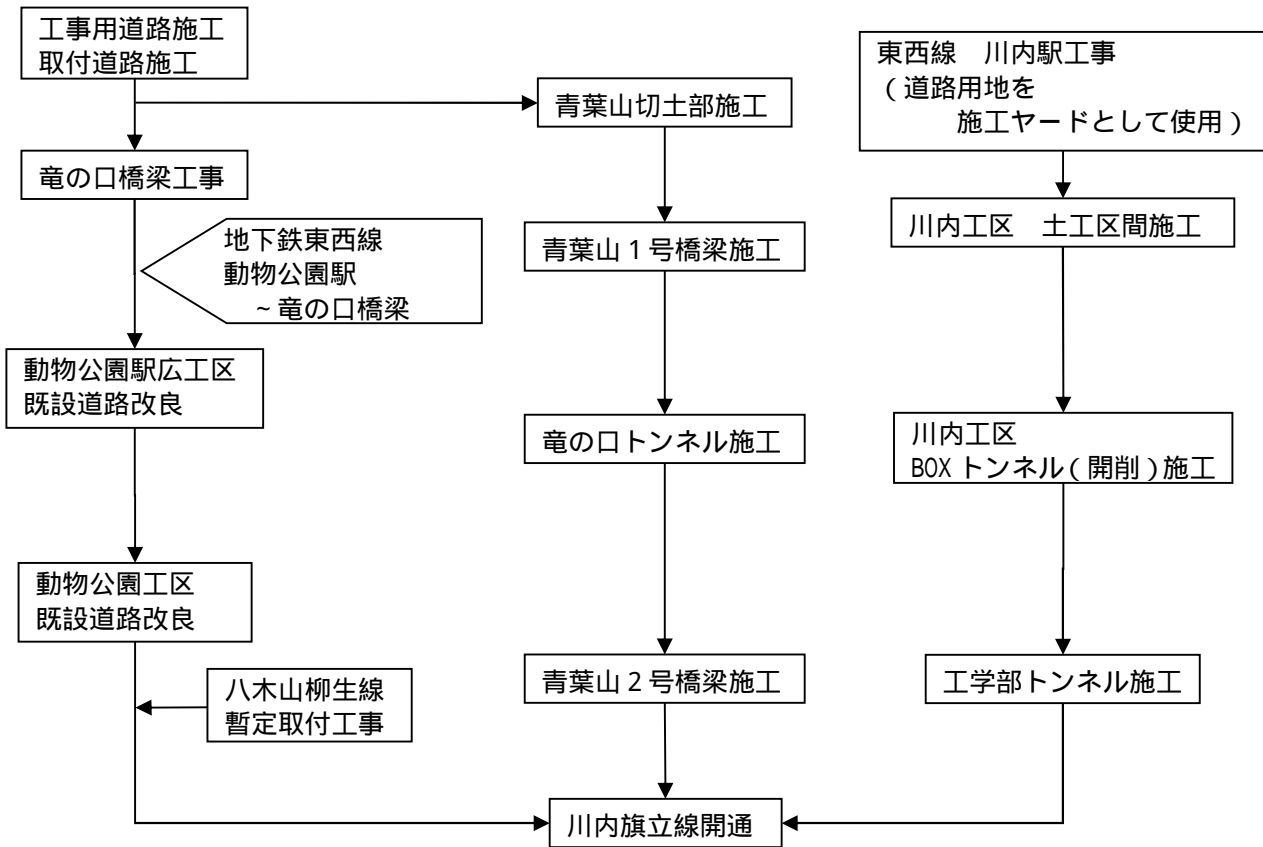 工事用道路施工
取付道路施工
竜の口橋梁工事
地下鉄東西線
動物公園駅
~竜の口橋梁
動物公園駅広工区
既設道路改良
動物公園工区
既設道路改良
八木山柳生線
暫定取付工事
青葉山切土部施工
青葉山1号橋梁施工
竜の口トンネル施工
青葉山2号橋梁施工
東西線 川内駅工事
(道路用地を
施工ヤードとして使用)
川内工区 土工区間施工
川内工区
BOXトンネル(開削)施工
工学部トンネル施工
川内旗立線開通